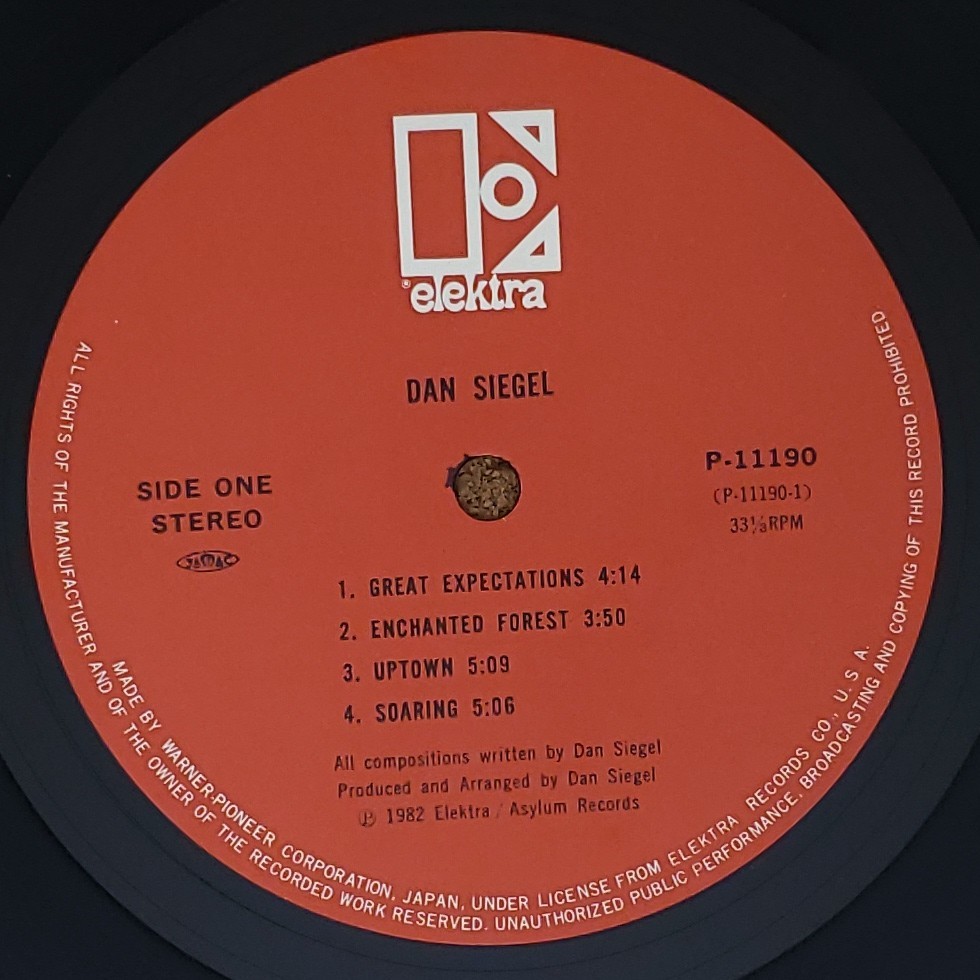 ® elektra
DAN SIEGEL
SIDE ONE
STEREO
P-11190
(P-11190-1)
33⅓RPM
1. GREAT EXPECTATIONS 4:14
2. ENCHANTED FOREST 3:50
3. UPTOWN 5:09
4. SOARING 5:06
All compositions written by Dan Siegel
Produced and Arranged by Dan Siegel
Ⓟ 1982 Elektra / Asylum Records
MADE BY WARNER-PIONEER CORPORATION, JAPAN, UNDER LICENSE FROM ELEKTRA RECORDS CO., U. S. A.
ALL RIGHTS OF THE MANUFACTURER AND OF THE OWNER OF THE RECORDED WORK RESERVED. UNAUTHORIZED PUBLIC PERFORMANCE, BROADCASTING AND COPYING OF THIS RECORD PROHIBITED